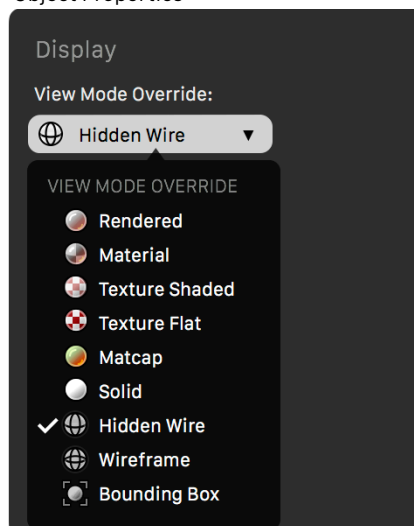 Object Properties
Display
View Mode Override:
Hidden Wire
VIEW MODE OVERRIDE
Rendered
Material
Texture Shaded
Texture Flat
Matcap
Solid
Hidden Wire
Wireframe
Bounding Box